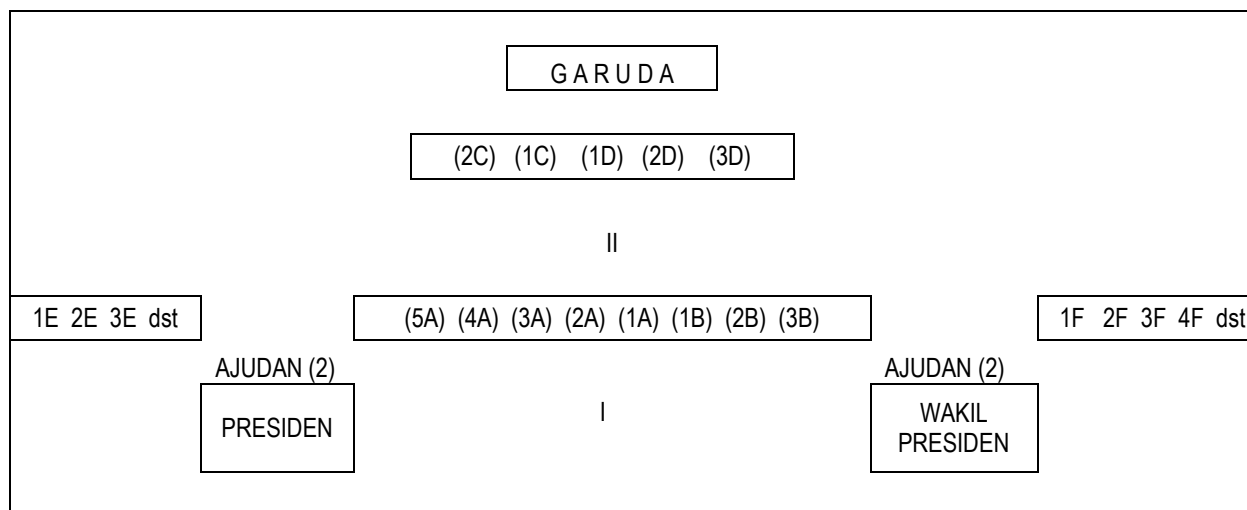 G A R U D A
(2C) (1C) (1D) (2D) (3D)
II
1E 2E 3E dst
(5A) (4A) (3A) (2A) (1A) (1B) (2B) (3B)
1F 2F 3F 4F dst
AJUDAN (2)
AJUDAN (2)
PRESIDEN
I
WAKIL
PRESIDEN